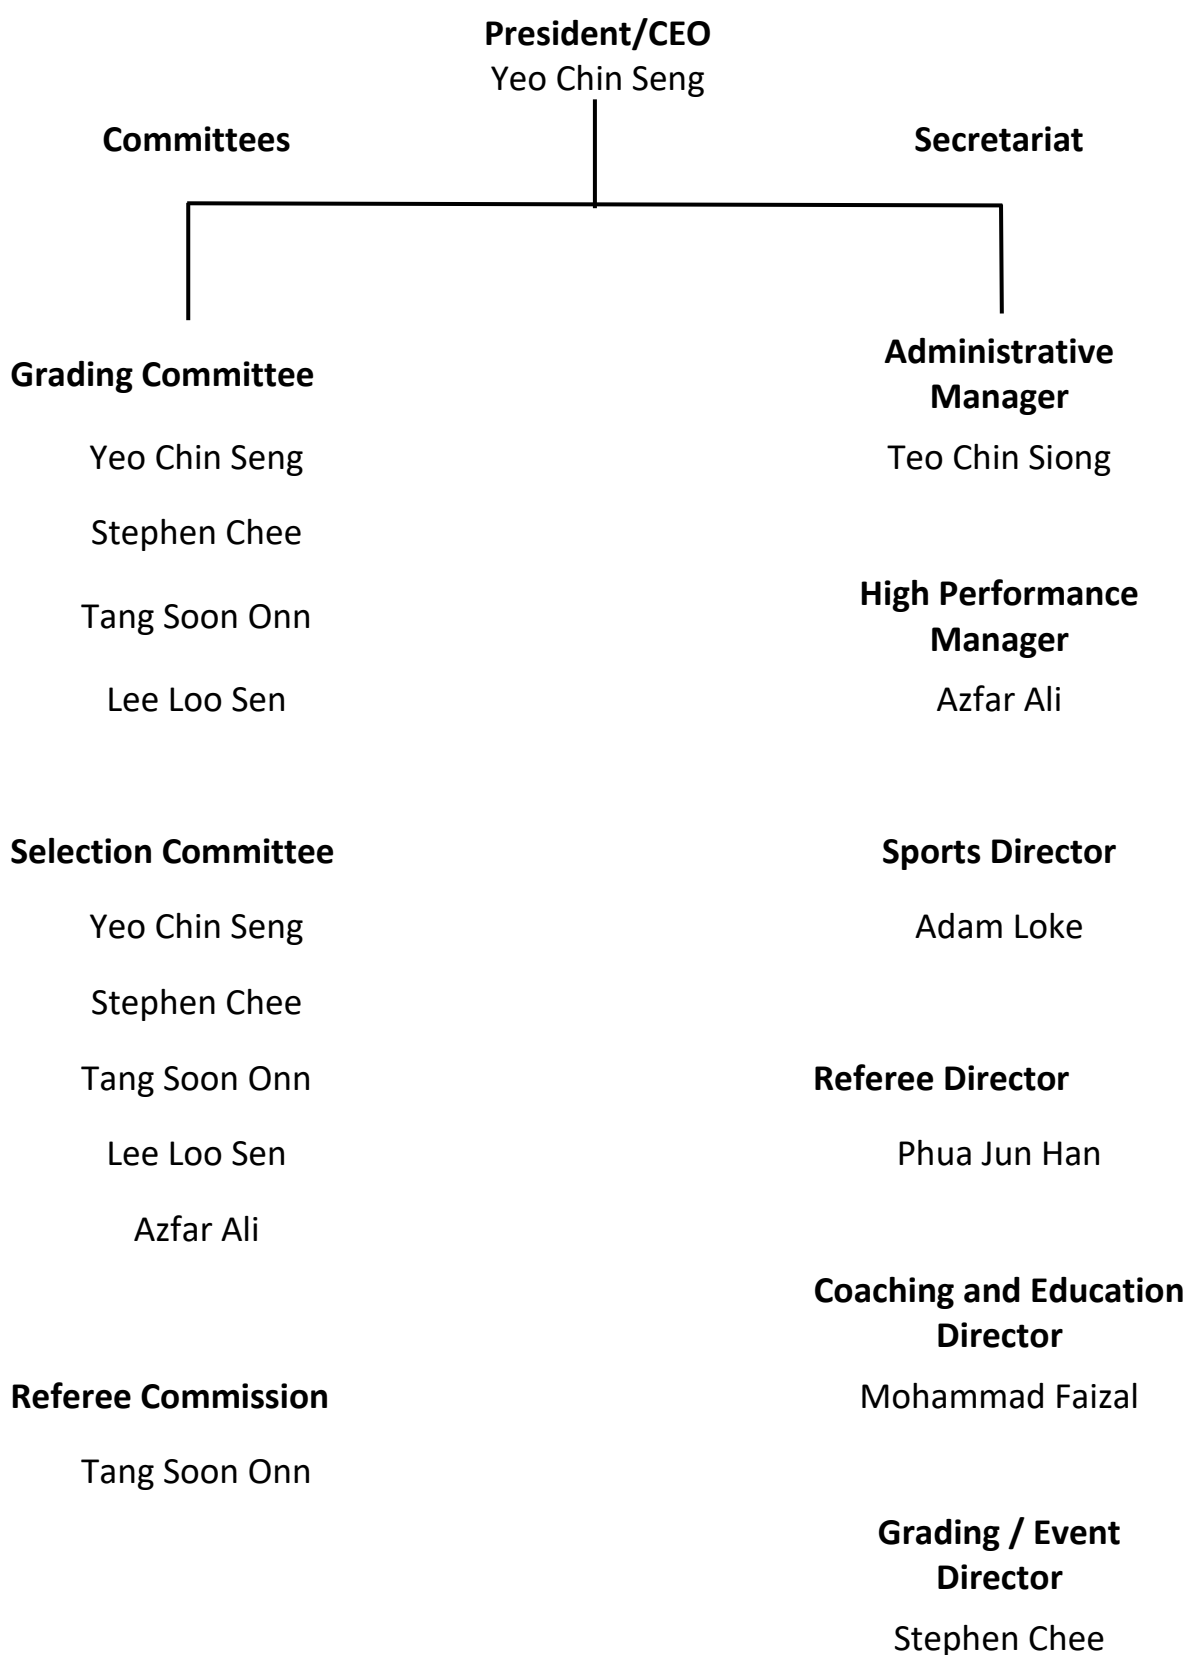 President/CEO
Yeo Chin Seng
Committees
Secretariat
Grading Committee
Yeo Chin Seng
Stephen Chee
Tang Soon Onn
Lee Loo Sen
Selection Committee
Yeo Chin Seng
Stephen Chee
Tang Soon Onn
Lee Loo Sen
Azfar Ali
Referee Commission
Tang Soon Onn
Administrative
Manager
Teo Chin Siong
High Performance
Manager
Azfar Ali
Sports Director
Adam Loke
Referee Director
Phua Jun Han
Coaching and Education
Director
Mohammad Faizal
Grading / Event
Director
Stephen Chee